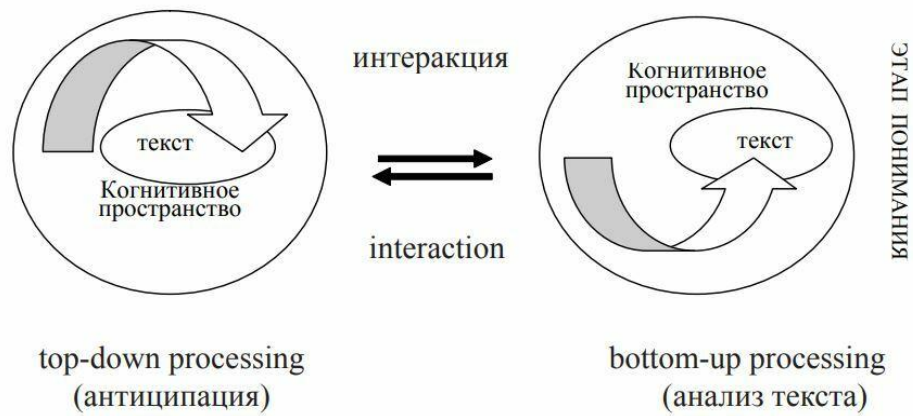 интеракция
текст
Когнитивное
пространство
Когнитивное
пространство
текст
interaction
ЭТАП ПОНИМАНИЯ
top-down processing
(антиципация)
bottom-up processing
(анализ текста)